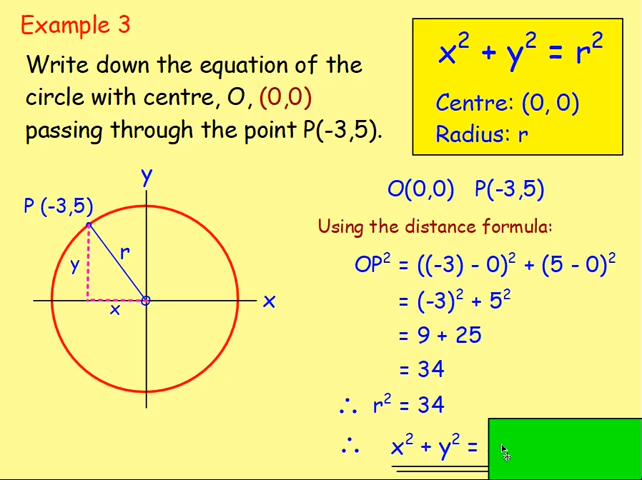 Example 3
Write down the equation of the
circle with centre, O, (0,0)
passing through the point P(-3,5).
x² + y² = r²
Centre: (0, 0)
Radius: r
y
P (-3,5)
r
y
x
x
O(0,0) P(-3,5)
Using the distance formula:
OP² = ((-3) - 0)² + (5 - 0)²
= (-3)² + 5²
= 9 + 25
= 34
∴ r² = 34
∴ x² + y² =